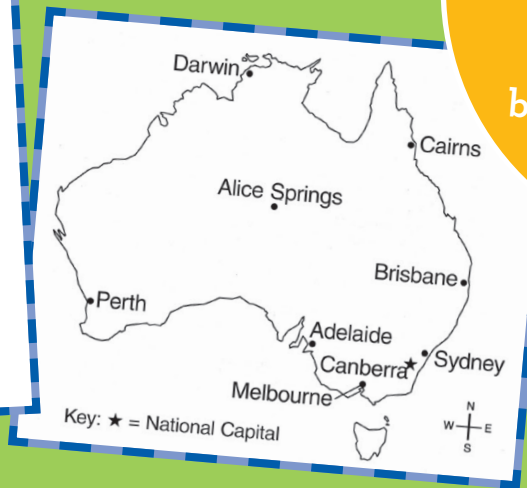 b
Darwin
Cairns
Alice Springs
Brisbane
Perth
Adelaide
Sydney
Canberra
Melbourne
Key: ★ = National Capital
N
W E
S